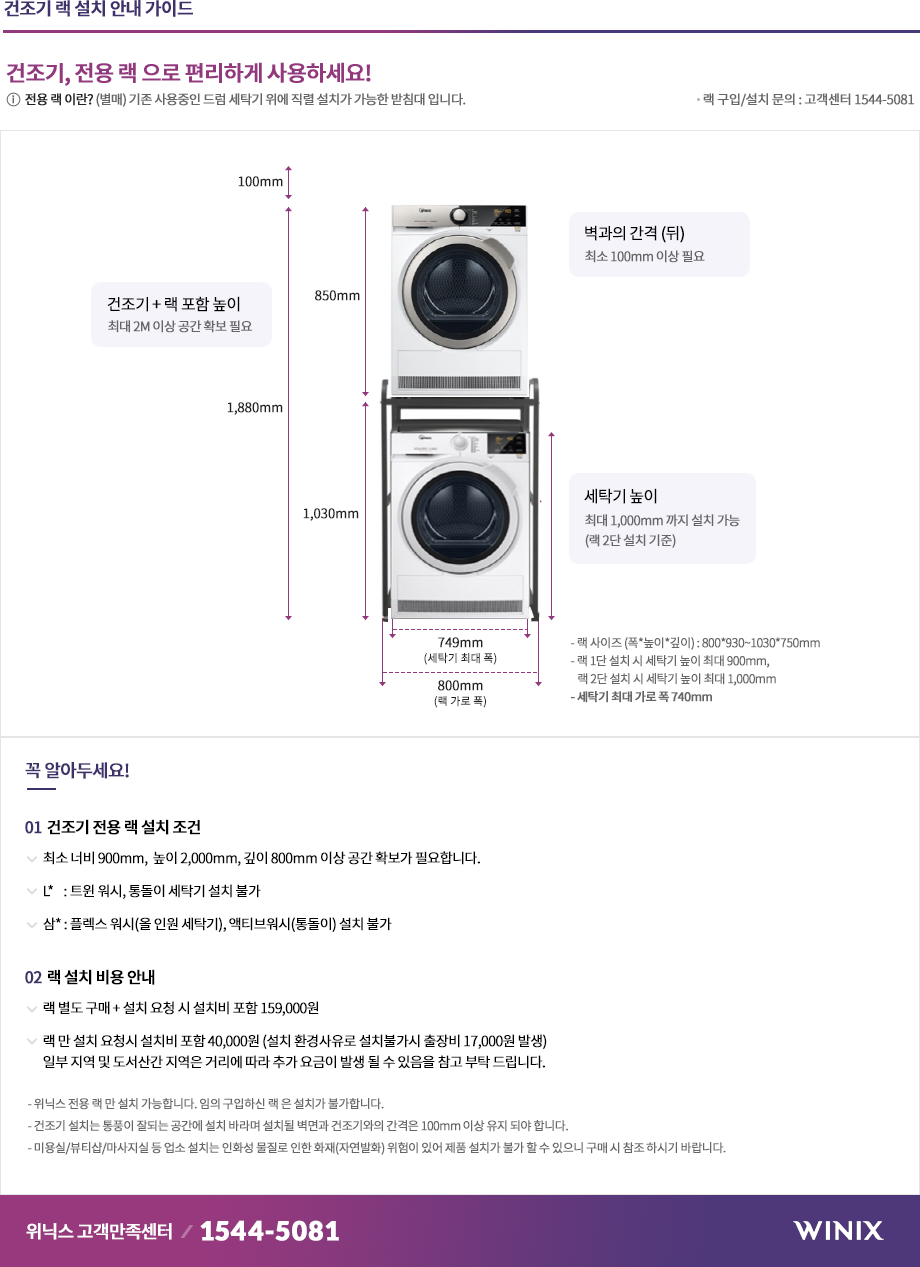 건조기 랙 설치 안내 가이드
건조기, 전용 랙 으로 편리하게 사용하세요!
ⓘ 전용 랙 이란? (별매) 기존 사용중인 드럼 세탁기 위에 직렬 설치가 가능한 받침대 입니다.
· 랙 구입/설치 문의 : 고객센터 1544-5081
100mm
벽과의 간격 (뒤)
최소 100mm 이상 필요
850mm
건조기 + 랙 포함 높이
최대 2M 이상 공간 확보 필요
1,880mm
1,030mm
세탁기 높이
최대 1,000mm 까지 설치 가능
(랙 2단 설치 기준)
749mm
(세탁기 최대 폭)
800mm
(랙 가로 폭)
- 랙 사이즈 (폭*높이*깊이) : 800*930~1030*750mm
- 랙 1단 설치 시 세탁기 높이 최대 900mm,
랙 2단 설치 시 세탁기 높이 최대 1,000mm
- 세탁기 최대 가로 폭 740mm
꼭 알아두세요!
01 건조기 전용 랙 설치 조건
최소 너비 900mm, 높이 2,000mm, 깊이 800mm 이상 공간 확보가 필요합니다.
L* : 트윈 워시, 통돌이 세탁기 설치 불가
삼* : 플렉스 워시(올 인원 세탁기), 액티브워시(통돌이) 설치 불가
02 랙 설치 비용 안내
랙 별도 구매 + 설치 요청 시 설치비 포함 159,000원
랙 만 설치 요청시 설치비 포함 40,000원 (설치 환경사유로 설치불가시 출장비 17,000원 발생)
일부 지역 및 도서산간 지역은 거리에 따라 추가 요금이 발생 될 수 있음을 참고 부탁 드립니다.
- 위닉스 전용 랙 만 설치 가능합니다. 임의 구입하신 랙 은 설치가 불가합니다.
- 건조기 설치는 통풍이 잘되는 공간에 설치 바라며 설치될 벽면과 건조기와의 간격은 100mm 이상 유지 되야 합니다.
- 미용실/뷰티샵/마사지실 등 업소 설치는 인화성 물질로 인한 화재(자연발화) 위험이 있어 제품 설치가 불가 할 수 있으니 구매 시 참조 하시기 바랍니다.
위닉스 고객만족센터 / 1544-5081
WINIX